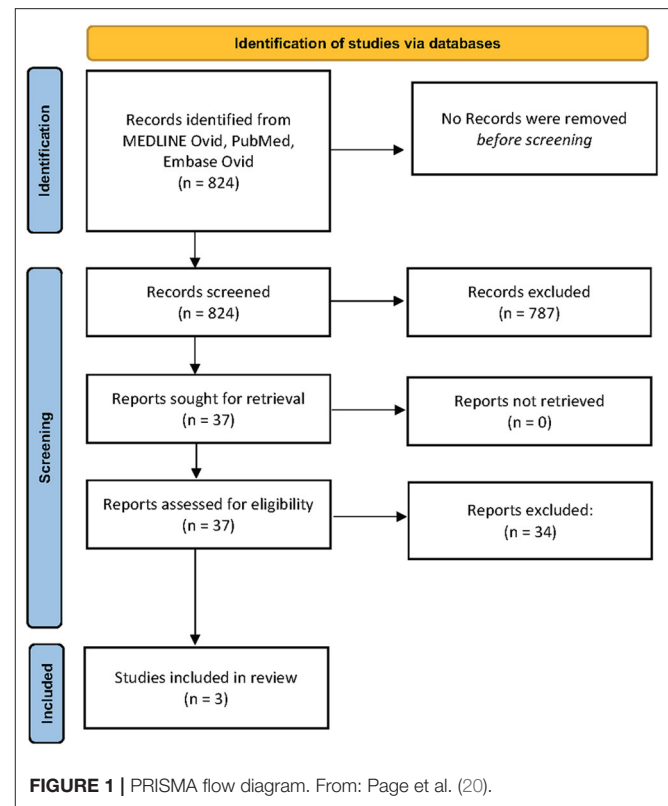 Identification of studies via databases
Identification
Records identified from
MEDLINE Ovid, PubMed,
Embase Ovid
(n = 824)
No Records were removed
before screening
Screening
Records screened
(n = 824)
Records excluded
(n = 787)
Reports sought for retrieval
(n = 37)
Reports not retrieved
(n = 0)
Reports assessed for eligibility
(n = 37)
Reports excluded:
(n = 34)
Included
Studies included in review
(n = 3)
FIGURE 1 | PRISMA flow diagram. From: Page et al. (20).